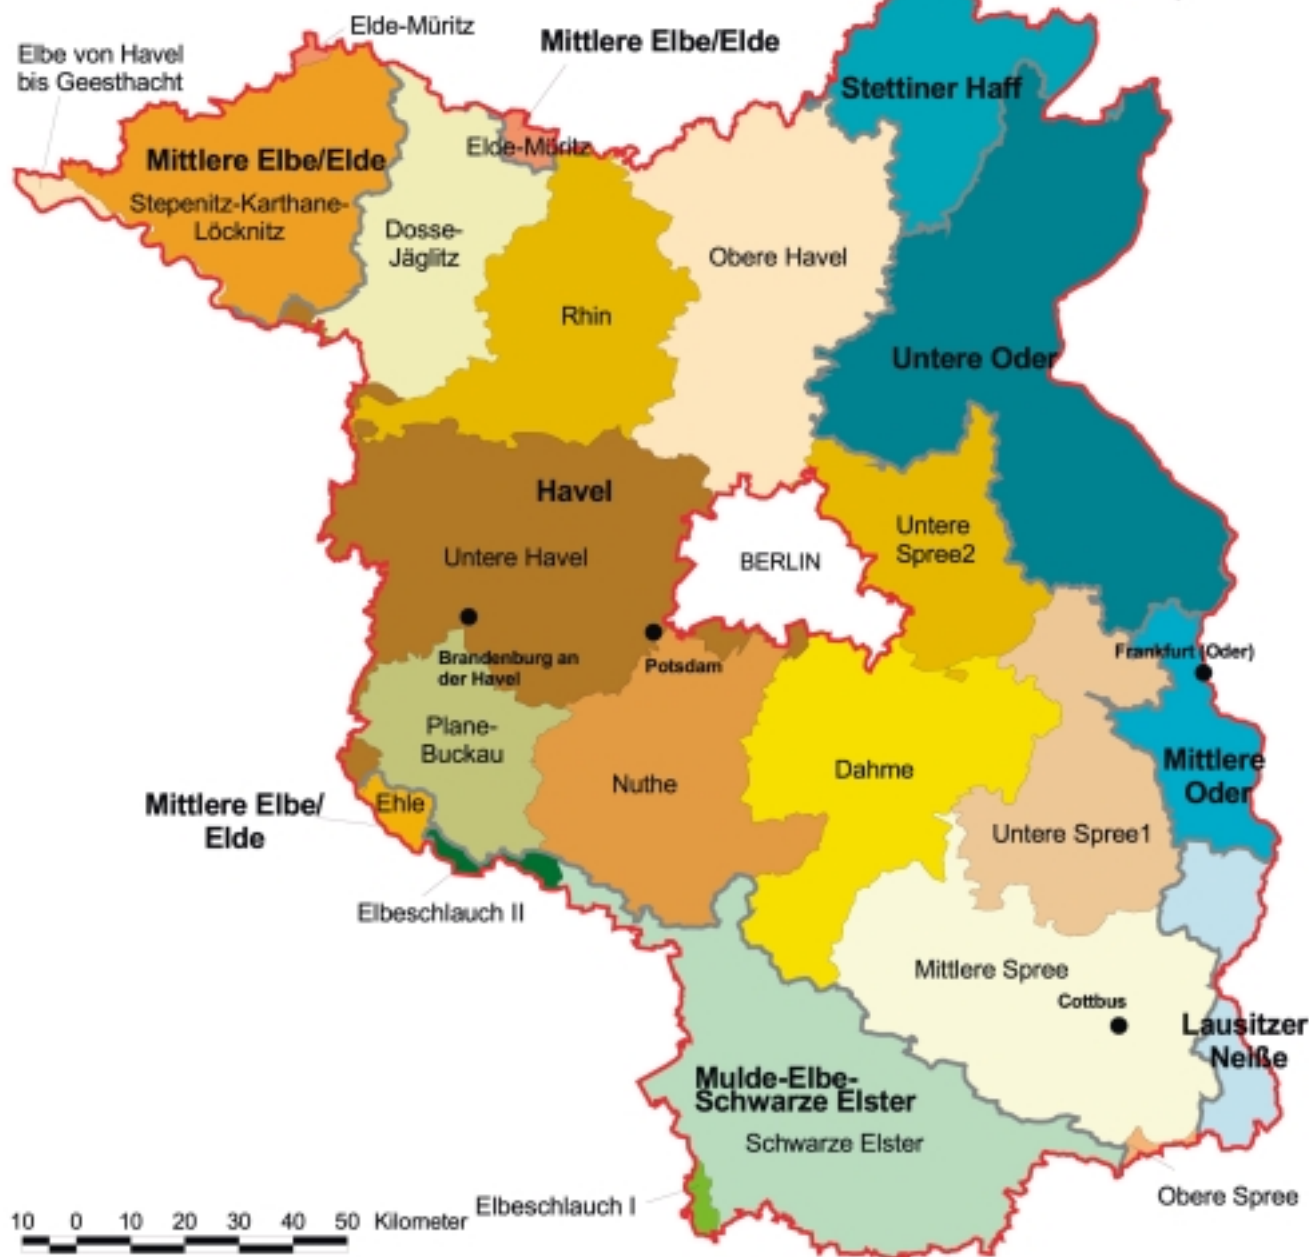 Elde-Müritz
Mittlere Elbe/Elde
Elbe von Havel
bis Geesthacht
Stettiner Haff
Mittlere Elbe/Elde
Elde-Müritz
Stepenitz-Karthane-
Löcknitz
Dosse-
Jäglitz
Obere Havel
Rhin
Untere Oder
Havel
Untere
Spree2
Untere Havel
BERLIN
Brandenburg an
der Havel
Potsdam
Frankfurt (Oder)
Plane-
Buckau
Nuthe
Dahme
Mittlere
Oder
Mittlere Elbe/
Elde
Ehle
Untere Spree1
Elbeschlauch II
Mittlere Spree
Cottbus
Lausitzer
Neiße
Mulde-Elbe-
Schwarze Elster
Schwarze Elster
Elbeschlauch I
Obere Spree
10 0 10 20 30 40 50 Kilometer